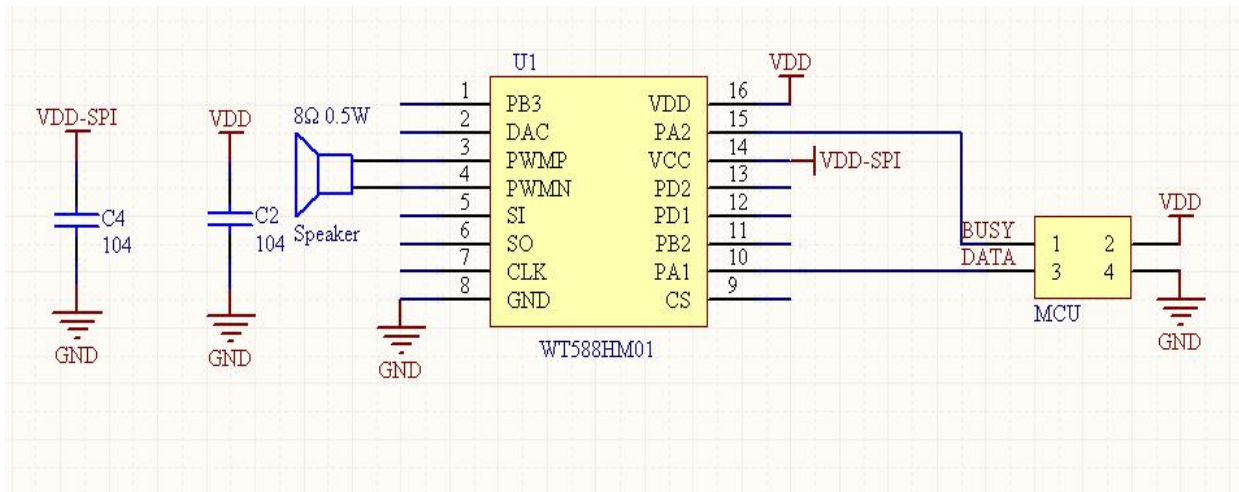 U1
VDD
1
PB3
VDD
16
VDD-SPI
VDD
8Ω 0.5W
2
DAC
PA2
15
3
PWMP
VCC
14
VDD-SPI
4
PWMN
PD2
13
VDD
C4
104
C2
104
Speaker
5
SI
PD1
12
6
SO
PB2
11
BUSY
1
2
7
CLK
PA1
10
DATA
3
4
8
GND
CS
9
MCU
GND
GND
GND
WT588HM01
GND